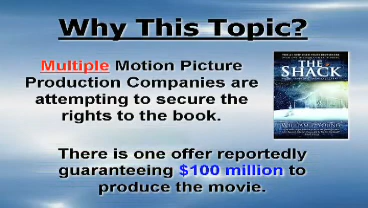 Why This Topic?
Multiple Motion Picture
Production Companies are
attempting to secure the
rights to the book.
THE
SHACK
There is one offer reportedly
guaranteeing $100 million to
produce the movie.